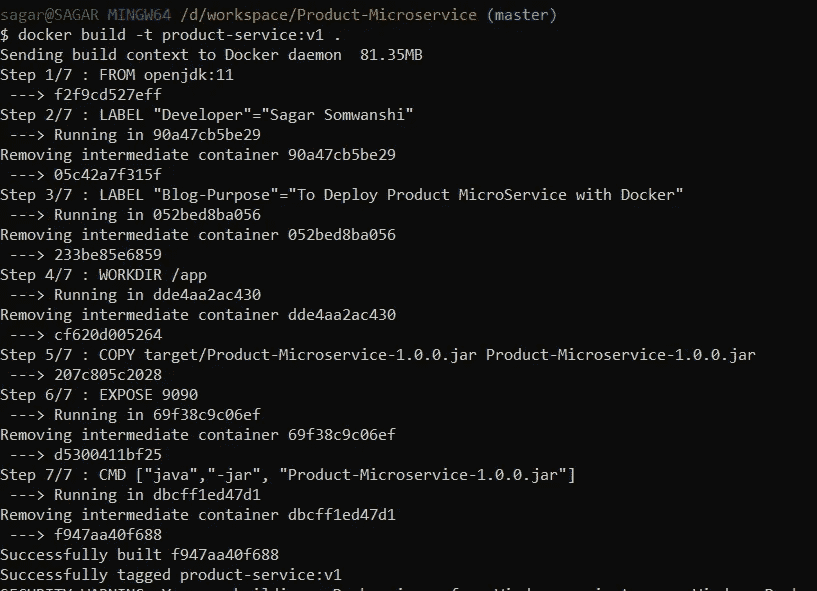 sagar@SAGAR MINGW64 /d/workspace/Product-Microservice (master)
$ docker build -t product-service:v1 .
Sending build context to Docker daemon  81.35MB
Step 1/7 : FROM openjdk:11
 ---> f2f9cd527eff
Step 2/7 : LABEL "Developer"="Sagar Somwanshi"
 ---> Running in 90a47cb5be29
Removing intermediate container 90a47cb5be29
 ---> 05c42a7f315f
Step 3/7 : LABEL "Blog-Purpose"="To Deploy Product MicroService with Docker"
 ---> Running in 052bed8ba056
Removing intermediate container 052bed8ba056
 ---> 233be85e6859
Step 4/7 : WORKDIR /app
 ---> Running in dde4aa2ac430
Removing intermediate container dde4aa2ac430
 ---> cf620d005264
Step 5/7 : COPY target/Product-Microservice-1.0.0.jar Product-Microservice-1.0.0.jar
 ---> 207c805c2028
Step 6/7 : EXPOSE 9090
 ---> Running in 69f38c9c06ef
Removing intermediate container 69f38c9c06ef
 ---> d5300411bf25
Step 7/7 : CMD ["java","-jar", "Product-Microservice-1.0.0.jar"]
 ---> Running in dbcff1ed47d1
Removing intermediate container dbcff1ed47d1
 ---> f947aa40f688
Successfully built f947aa40f688
Successfully tagged product-service:v1